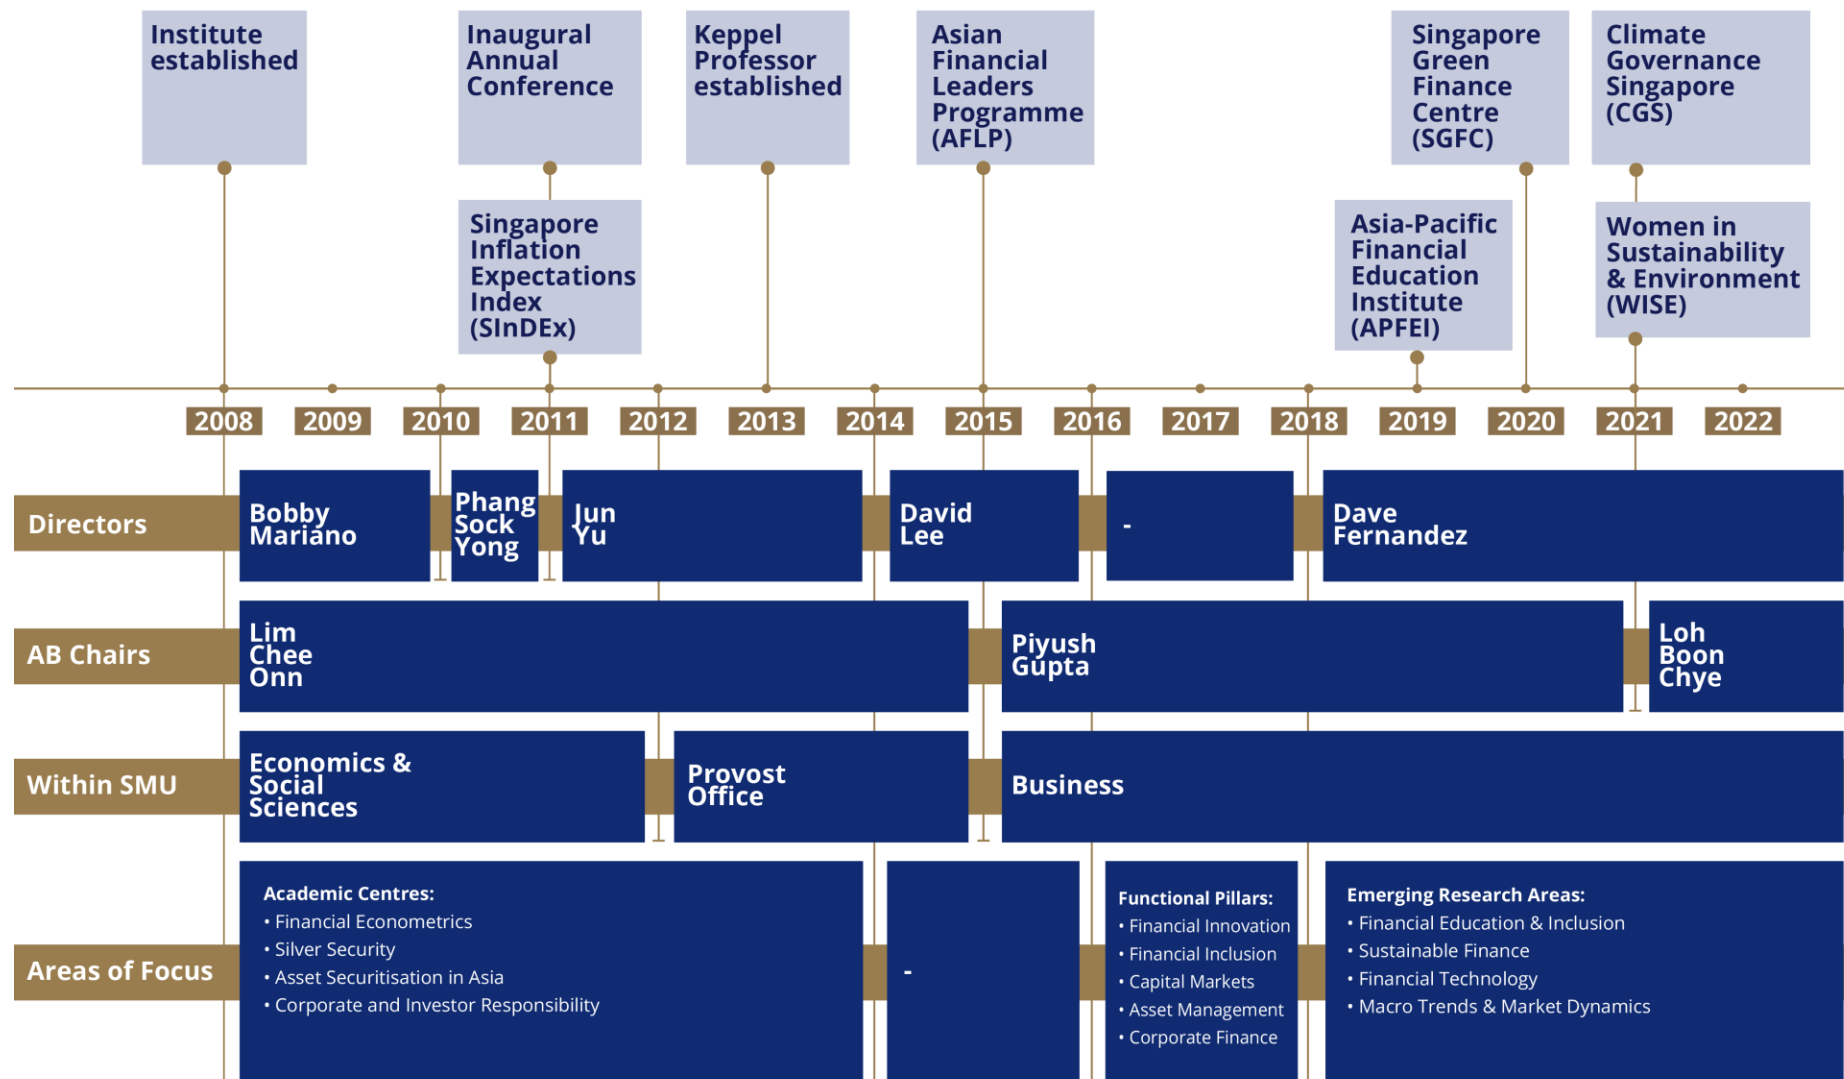 Institute
established
Inaugural
Annual
Conference
Keppel
Professor
established
Asian
Financial
Leaders
Programme
(AFLP)
Singapore
Green
Finance
Centre
(SGFC)
Climate
Governance
Singapore
(CGS)
Singapore
Inflation
Expectations
Index
(SInDEx)
Asia-Pacific
Financial
Education
Institute
(APFEI)
Women in
Sustainability
& Environment
(WISE)
2008 2009 2010 2011 2012 2013 2014 2015 2016 2017 2018 2019 2020 2021 2022
Directors
Bobby
Mariano
Phang
Sock
Yong
Jun
Yu
David
Lee
-
Dave
Fernandez
AB Chairs
Lim
Chee
Onn
Piyush
Gupta
Loh
Boon
Chye
Within SMU
Economics &
Social
Sciences
Provost
Office
Business
Areas of Focus
Academic Centres:
• Financial Econometrics
• Silver Security
• Asset Securitisation in Asia
• Corporate and Investor Responsibility
-
Functional Pillars:
• Financial Innovation
• Financial Inclusion
• Capital Markets
• Asset Management
• Corporate Finance
Emerging Research Areas:
• Financial Education & Inclusion
• Sustainable Finance
• Financial Technology
• Macro Trends & Market Dynamics